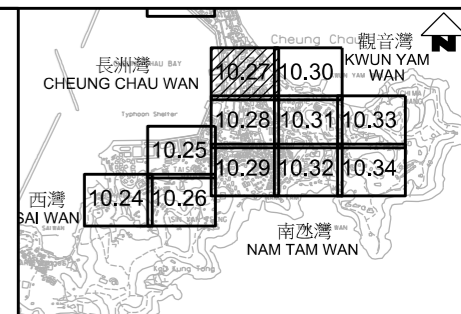 Cheung Chau
觀音灣
KWUN YAM
WAN
N
長洲灣
CHEUNG CHAU WAN
10.27
10.30
Typhoon Shelter
10.28
10.31
10.33
10.25
10.29
10.32
10.34
10.24
10.26
西灣
SAI WAN
SAI WAN
南氹灣
NAM TAM WAN